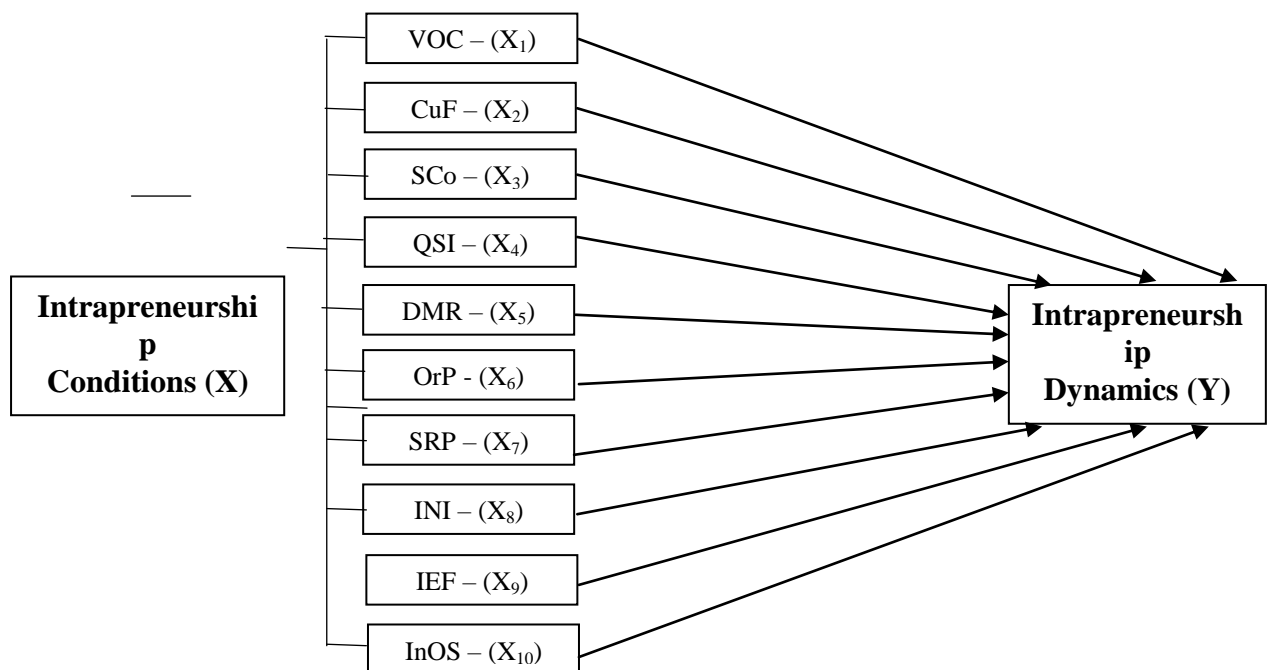 VOC – (X₁)
CuF – (X₂)
SCo – (X₃)
QSI – (X₄)
DMR – (X₅)
OrP - (X₆)
SRP – (X₇)
INI – (X₈)
IEF – (X₉)
InOS – (X₁₀)
Intrapreneurshi
p
Conditions (X)
Intrapreneursh
ip
Dynamics (Y)